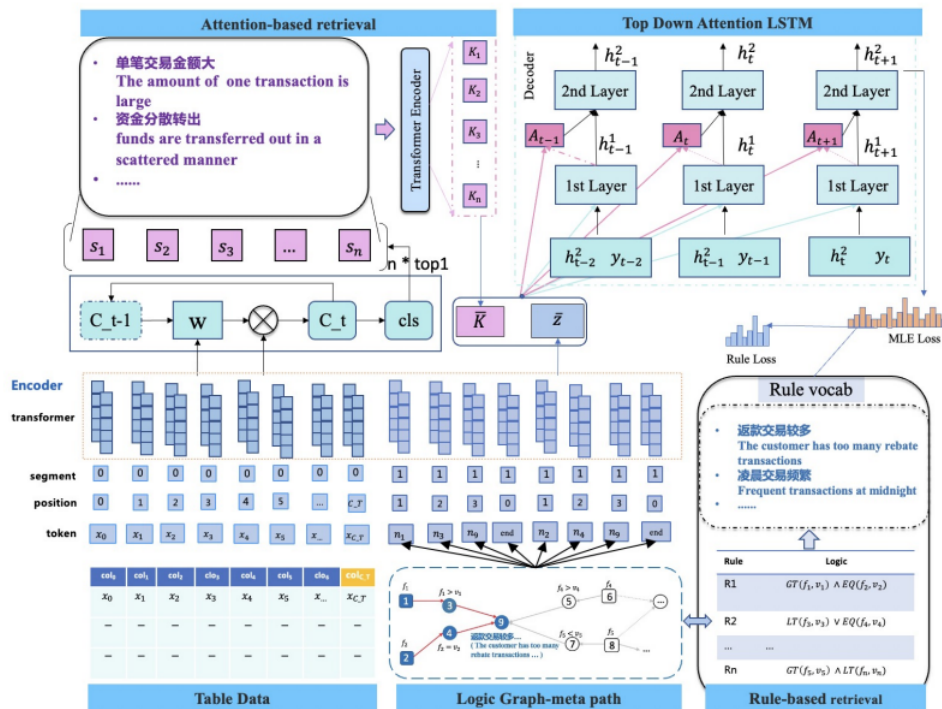 Attention-based retrieval
• 单笔交易金额大
The amount of one transaction is
large
• 资金分散转出
funds are transferred out in a
scattered manner
• ......
Transformer Encoder
K₁
K₂
K₃
⋮
Kₙ
s₁ s₂ s₃ ... sₙ
n * top1
C_t-1 W ⊗ C_t cls
K̄ z̄
Top Down Attention LSTM
Decoder
h²ₜ₋₁ h²ₜ h²ₜ₊₁
2nd Layer 2nd Layer 2nd Layer
Aₜ₋₁ Aₜ Aₜ₊₁
h¹ₜ₋₁ h¹ₜ h¹ₜ₊₁
1st Layer 1st Layer 1st Layer
h²ₜ₋₂ yₜ₋₂ h²ₜ₋₁ yₜ₋₁ h²ₜ yₜ
Rule Loss
MLE Loss
Encoder
transformer
segment 0 0 0 0 0 0 0 0 1 1 1 1 1 1 1 1
position 0 1 2 3 4 5 ... C_T 1 2 3 0 1 2 3 0
token x₀ x₁ x₂ x₃ x₄ x₅ x... x_C_T n₁ n₃ n₉ end n₂ n₄ n₉ end
col₀ col₁ col₂ clo₃ col₄ col₅ clo₆ col_C_T
x₀ x₁ x₂ x₃ x₄ x₅ x... x_C_T
– – – – – – – –
– – – – – – – –
Table Data
f₁ f₁ > v₁ f₆ > v₄ f₄
1 3 5 6 ...
9
返款交易较多...
( The customer has too many
rebate transactions ... )
f₂ 4 f₂ = v₂ f₅ ≤ v₅ f₅
2 7 8 ...
Logic Graph-meta path
Rule vocab
• 返款交易较多
The customer has too many rebate
transactions
• 凌晨交易频繁
Frequent transactions at midnight
• ......
Rule Logic
R1 GT(f₁, v₁) ∧ EQ(f₂, v₂)
R2 LT(f₃, v₃) ∨ EQ(f₄, v₄)
... ...
Rn GT(f₅, v₅) ∧ LT(fₙ, vₙ)
Rule-based retrieval